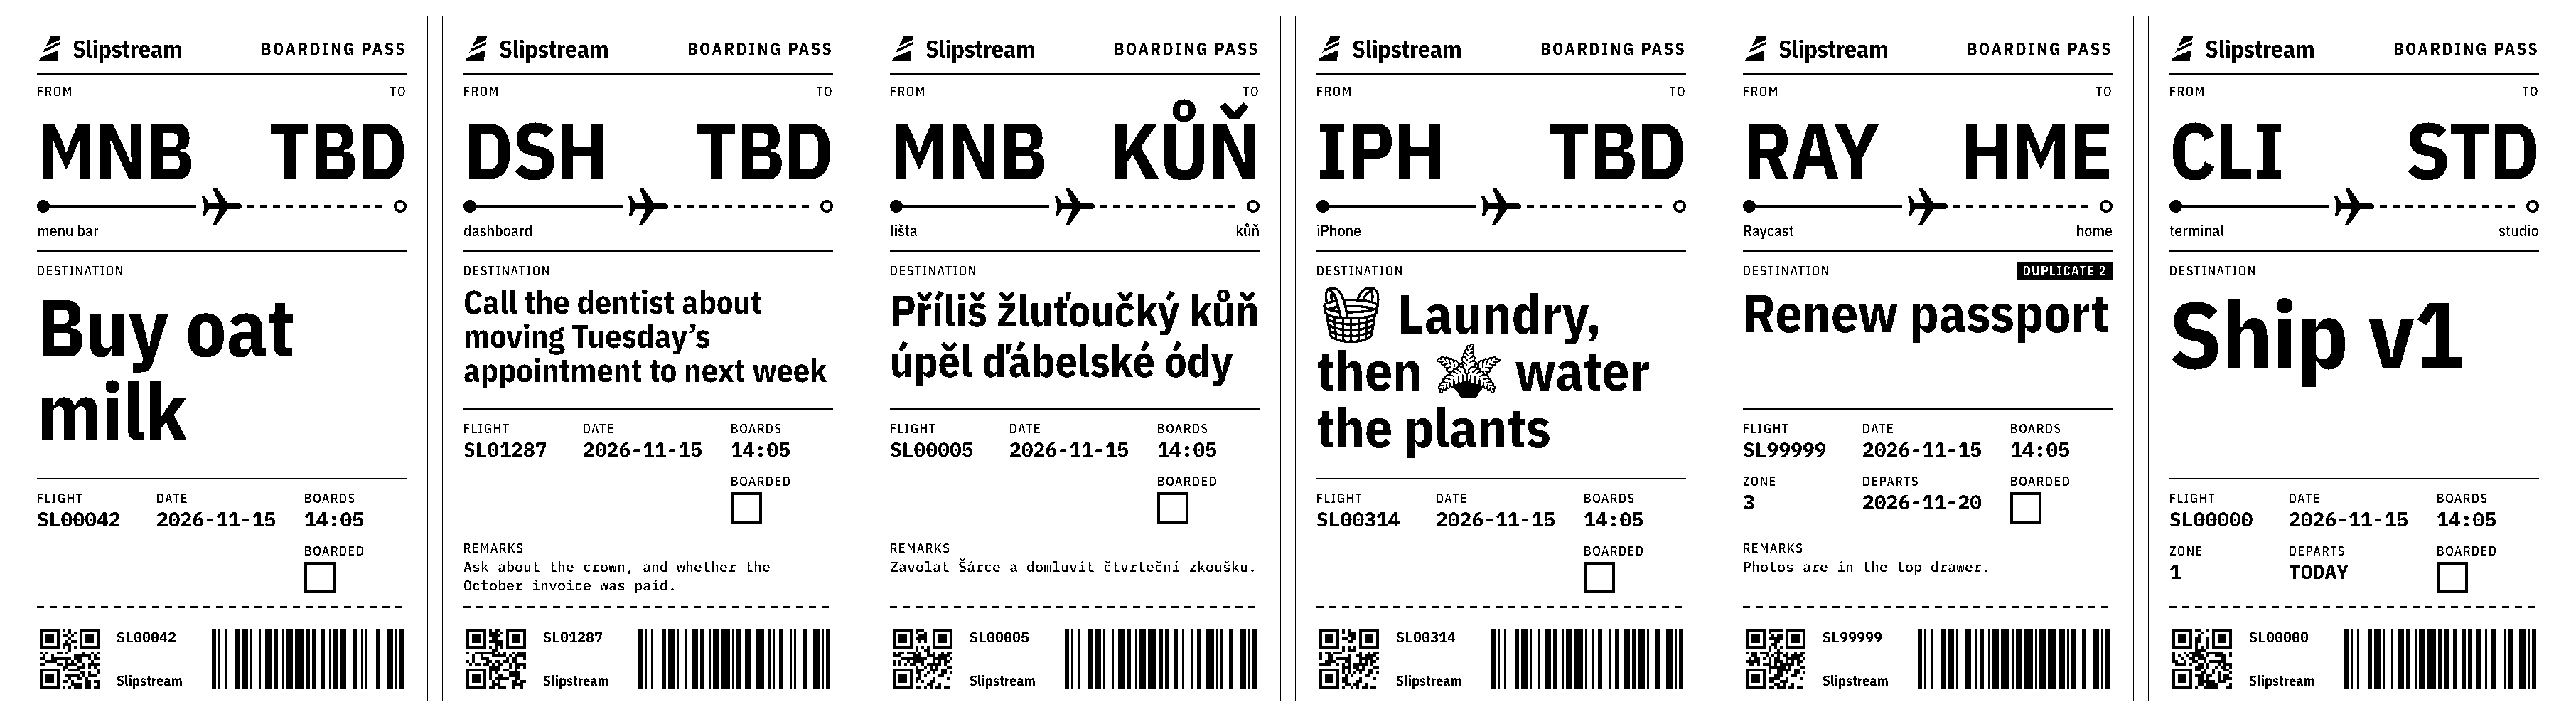 Slipstream BOARDING PASS
FROM TO
MNB TBD
menu bar
DESTINATION
Buy oat
milk
FLIGHT DATE BOARDS
SL00042 2026-11-15 14:05
BOARDED
SL00042
Slipstream
Slipstream BOARDING PASS
FROM TO
DSH TBD
dashboard
DESTINATION
Call the dentist about
moving Tuesday’s
appointment to next week
FLIGHT DATE BOARDS
SL01287 2026-11-15 14:05
BOARDED
REMARKS
Ask about the crown, and whether the
October invoice was paid.
SL01287
Slipstream
Slipstream BOARDING PASS
FROM TO
MNB KŮŇ
lišta kůň
DESTINATION
Příliš žluťoučký kůň
úpěl ďábelské ódy
FLIGHT DATE BOARDS
SL00005 2026-11-15 14:05
BOARDED
REMARKS
Zavolat Šárce a domluvit čtvrteční zkoušku.
SL00005
Slipstream
Slipstream BOARDING PASS
FROM TO
IPH TBD
iPhone
DESTINATION
Laundry,
then water
the plants
FLIGHT DATE BOARDS
SL00314 2026-11-15 14:05
BOARDED
SL00314
Slipstream
Slipstream BOARDING PASS
FROM TO
RAY HME
Raycast home
DESTINATION DUPLICATE 2
Renew passport
FLIGHT DATE BOARDS
SL99999 2026-11-15 14:05
ZONE DEPARTS BOARDED
3 2026-11-20
REMARKS
Photos are in the top drawer.
SL99999
Slipstream
Slipstream BOARDING PASS
FROM TO
CLI STD
terminal studio
DESTINATION
Ship v1
FLIGHT DATE BOARDS
SL00000 2026-11-15 14:05
ZONE DEPARTS BOARDED
1 TODAY
SL00000
Slipstream